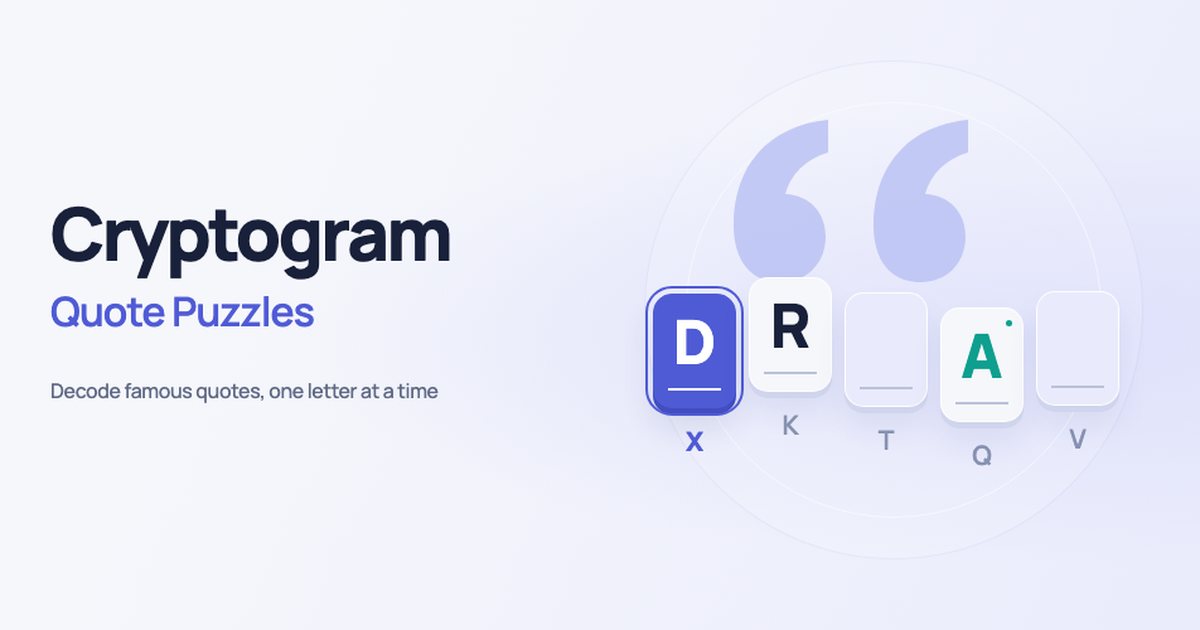 Cryptogram
Quote Puzzles
Decode famous quotes, one letter at a time
“
D R A
X K T Q V